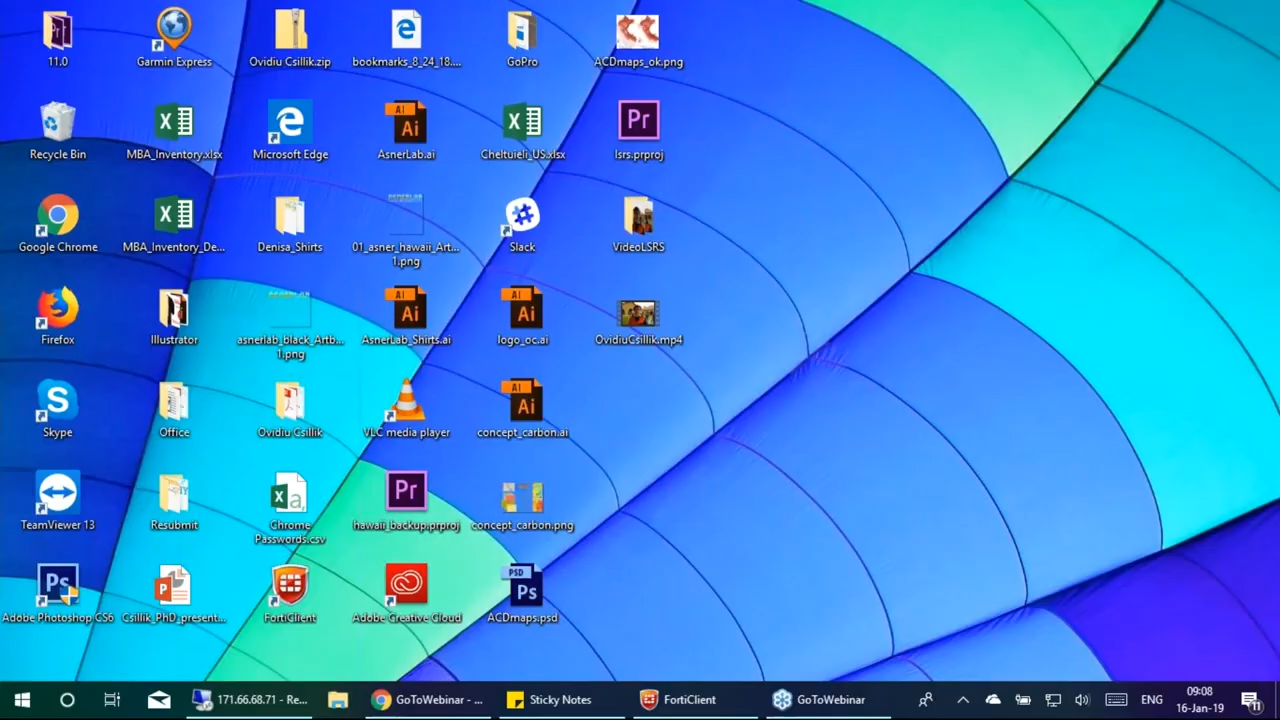 11.0
Garmin Express
Ovidiu Csillik.zip
bookmarks_8_24_18....
GoPro
ACDmaps_ok.png
Recycle Bin
MBA_Inventory.xlsx
Microsoft Edge
AsnerLab.ai
Cheltuieli_US.xlsx
lsrs.prproj
Google Chrome
MBA_Inventory_De...
Denisa_Shirts
01_asner_hawaii_Art...
1.png
Slack
VideoLSRS
Firefox
Illustrator
asnerlab_black_Artb...
1.png
AsnerLab_Shirts.ai
logo_oc.ai
OvidiuCsillik.mp4
Skype
Office
Ovidiu Csillik
VLC media player
concept_carbon.ai
TeamViewer 13
Resubmit
Chrome
Passwords.csv
hawaii_backup.prproj
concept_carbon.png
Adobe Photoshop CS6
Csillik_PhD_present...
FortiClient
Adobe Creative Cloud
ACDmaps.psd
171.66.68.71 - Re...
GoToWebinar - ...
Sticky Notes
FortiClient
GoToWebinar
ENG
09:08
16-Jan-19
11